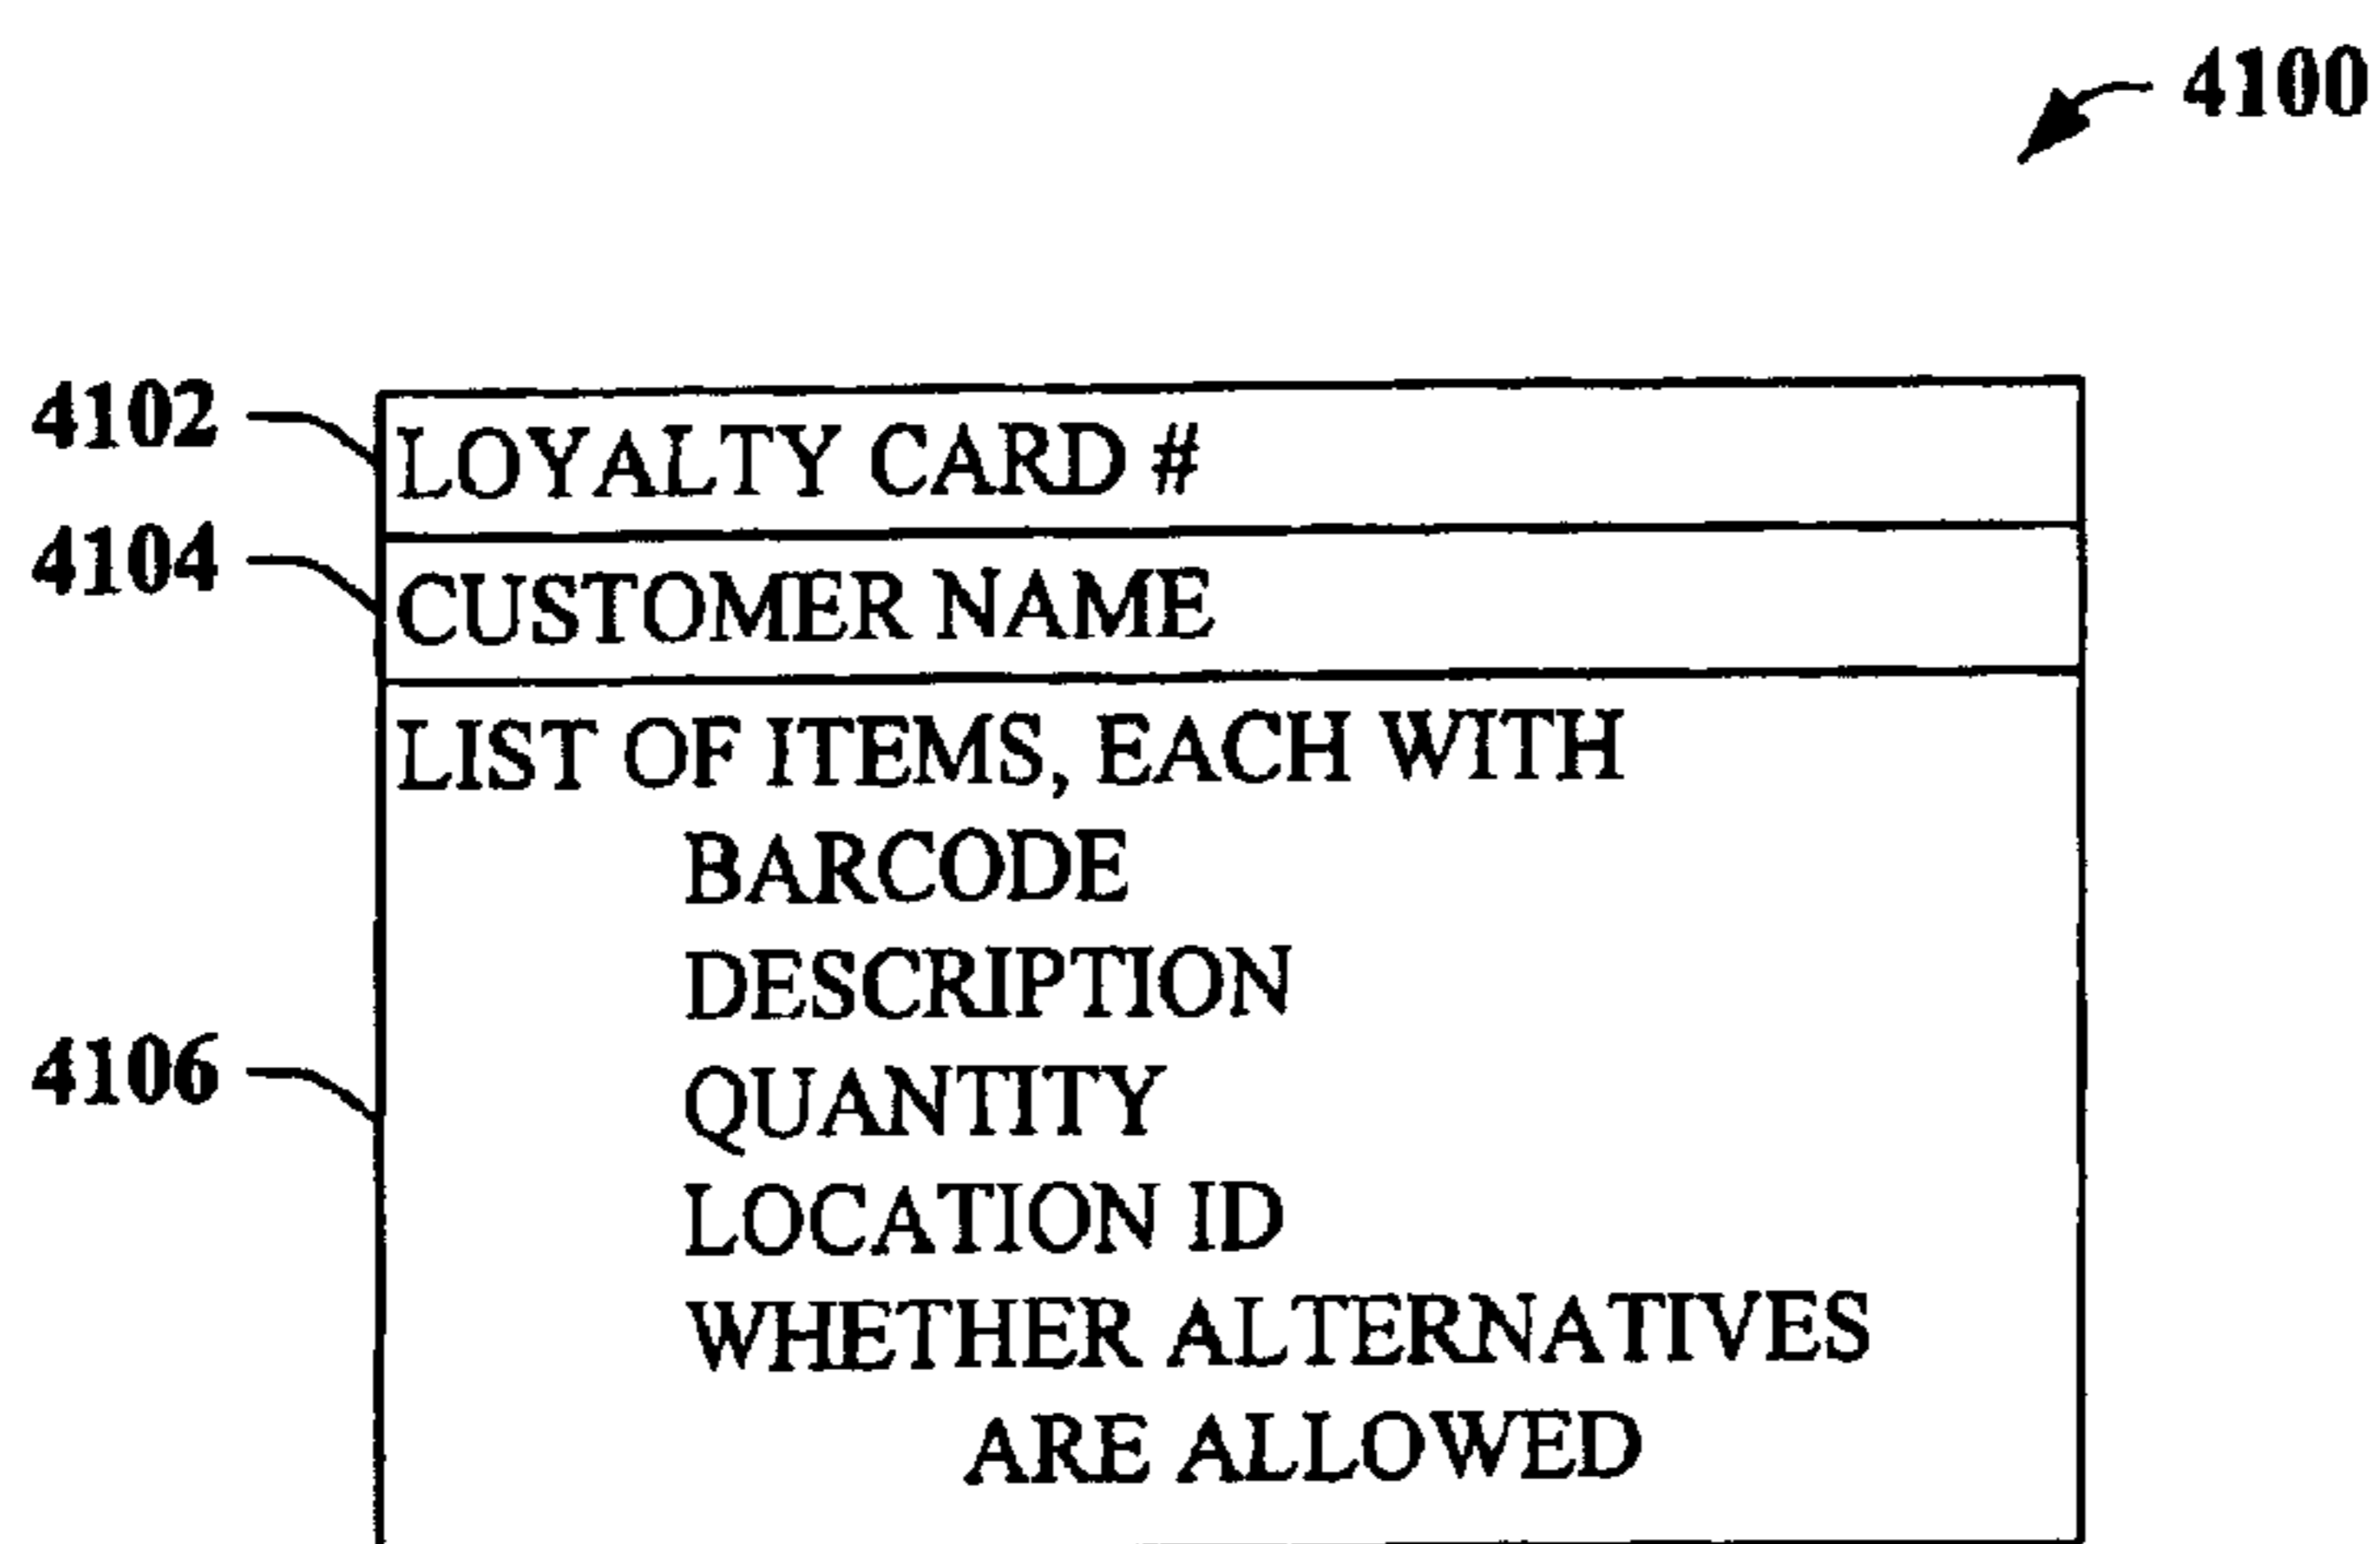 4100
4102
LOYALTY CARD #
4104
CUSTOMER NAME
LIST OF ITEMS, EACH WITH
BARCODE
DESCRIPTION
4106
QUANTITY
LOCATION ID
WHETHER ALTERNATIVES
ARE ALLOWED